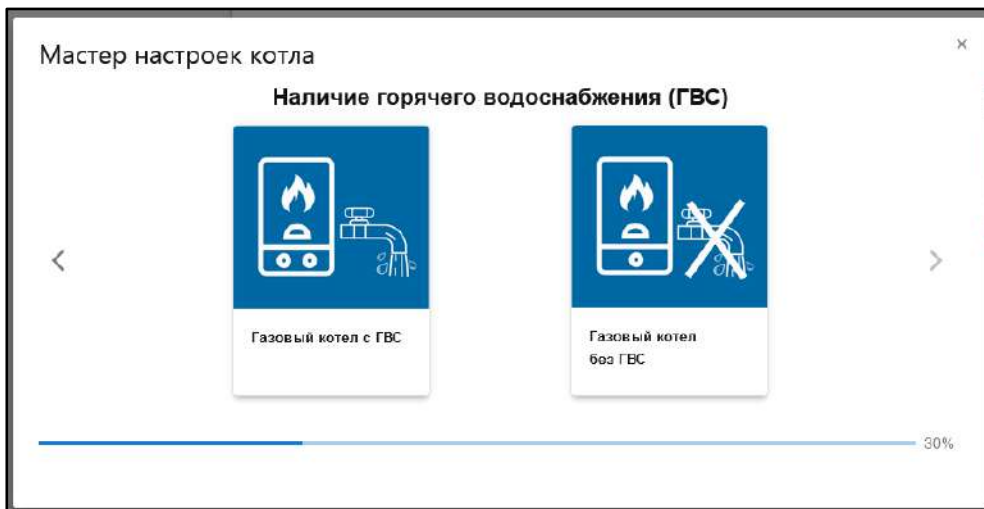 Мастер настроек котла
Наличие горячего водоснабжения (ГВС)
Газовый котел с ГВС
Газовый котел
без ГВС
30%